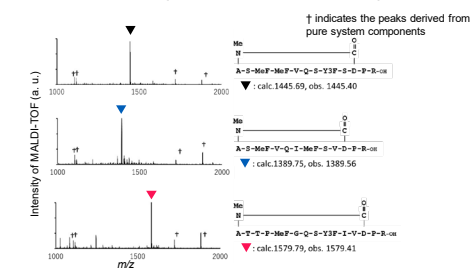 † indicates the peaks derived from
pure system components
Intensity of MALDI-TOF (a. u.)
††
†
†
1000
1500
2000
Me
N
O
C
A-S-MeF-MeF-V-Q-S-Y3F-S-D-P-R-OH
▼: calc.1445.69, obs. 1445.40
††
†
†
1000
1500
2000
Me
N
O
C
A-S-MeF-V-Q-I-MeF-S-V-D-P-R-OH
▼: calc.1389.75, obs. 1389.56
††
†
†
1000
1500
2000
m/z
Me
N
O
C
A-T-T-P-MeF-G-Q-S-Y3F-I-V-D-P-R-OH
▼: calc.1579.79, obs. 1579.41